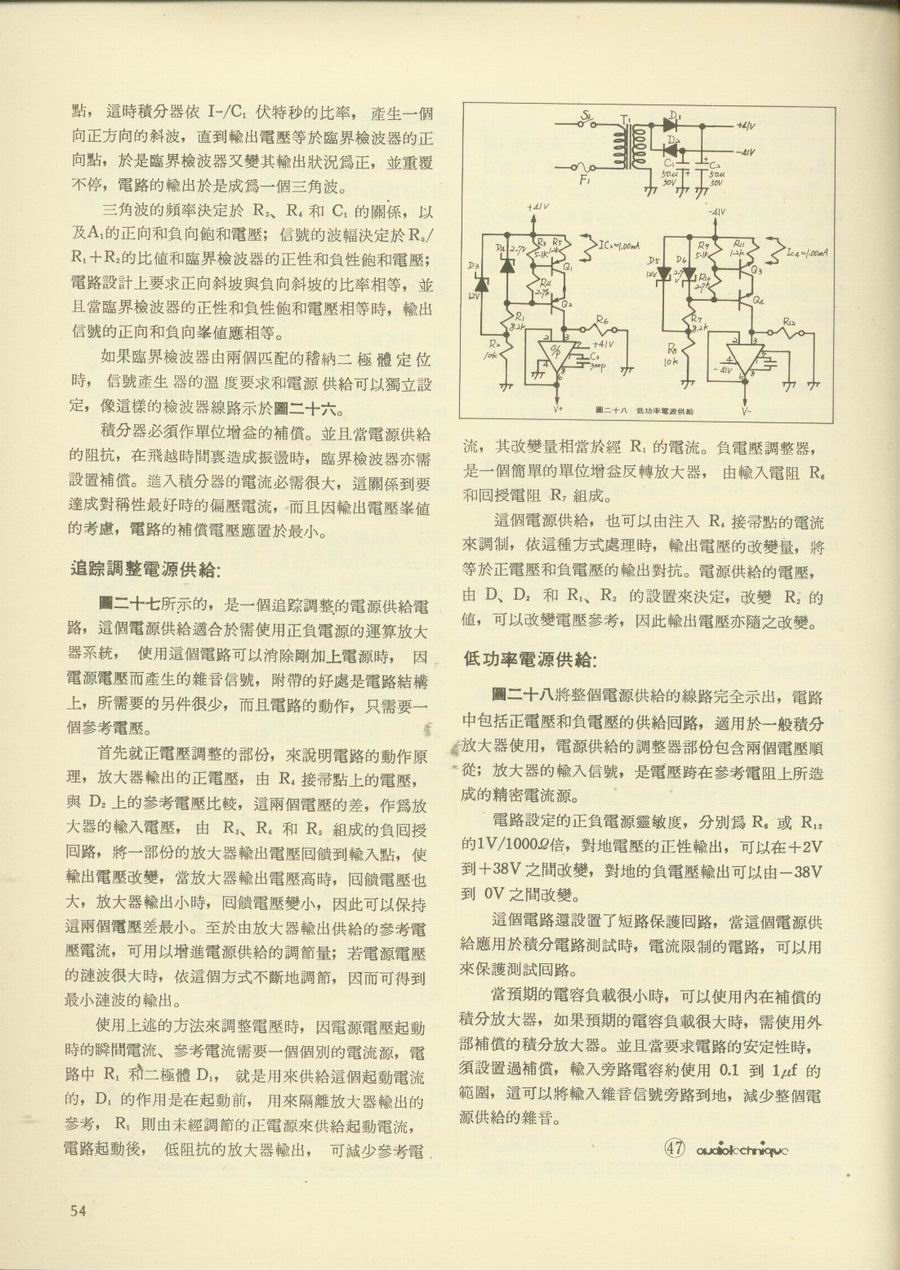 點，這時積分器依 I-/C₁ 伏特秒的比率，產生一個
向正方向的斜波，直到輸出電壓等於臨界檢波器的正
向點，於是臨界檢波器又變其輸出狀況爲正，並重覆
不停，電路的輸出於是成爲一個三角波。
三角波的頻率決定於 R₃、R₄ 和 C₁ 的關係，以
及A₁的正向和負向飽和電壓；信號的波幅決定於R₃/
R₁＋R₂的比值和臨界檢波器的正性和負性飽和電壓；
電路設計上要求正向斜坡與負向斜坡的比率相等，並
且當臨界檢波器的正性和負性飽和電壓相等時，輸出
信號的正向和負向峯値應相等。
如果臨界檢波器由兩個匹配的稽納二極體定位
時，信號產生器的溫度要求和電源供給可以獨立設
定，像這樣的檢波器線路示於圖二十六。
積分器必須作單位增益的補償。並且當電源供給
的阻抗，在飛越時間裏造成振盪時，臨界檢波器亦需
設置補償。進入積分器的電流必需很大，這關係到要
達成對稱性最好時的偏壓電流，而且因輸出電壓峯値
的考慮，電路的補償電壓應置於最小。
追踪調整電源供給：
圖二十七所示的，是一個追踪調整的電源供給電
路，這個電源供給適合於需使用正負電源的運算放大
器系統，使用這個電路可以消除剛加上電源時，因
電源電壓而產生的雜音信號，附帶的好處是電路結構
上，所需要的另件很少，而且電路的動作，只需要一
個參考電壓。
首先就正電壓調整的部份，來說明電路的動作原
理，放大器輸出的正電壓，由 R₄ 接帚點上的電壓，
與 D₂ 上的參考電壓比較，這兩個電壓的差，作爲放
大器的輸入電壓，由 R₃、R₄ 和 R₅ 組成的負回授
回路，將一部份的放大器輸出電壓回饋到輸入點，使
輸出電壓改變，當放大器輸出電壓高時，回饋電壓也
大，放大器輸出小時，回饋電壓變小，因此可以保持
這兩個電壓差最小。至於由放大器輸出供給的參考電
壓電流，可用以增進電源供給的調節量；若電源電壓
的漣波很大時，依這個方式不斷地調節，因而可得到
最小漣波的輸出。
使用上述的方法來調整電壓時，因電源電壓起動
時的瞬間電流、參考電流需要一個個別的電流源，電
路中 R₁ 和二極體 D₁，就是用來供給這個起動電流
的，D₁ 的作用是在起動前，用來隔離放大器輸出的
參考，R₁ 則由未經調節的正電源來供給起動電流，
電路起動後，低阻抗的放大器輸出，可減少參考電
S₁ T₁ D₁ +41V
D₂ -41V
C₁ 50u 50V C₂ 50u 50V
F₁
+41V
D₄ 2.7V R₃ 5.1K R₅ 1.2K IC₂=1.00mA
D₃ 12V Q₁
R₄ 2.7K
Q₂
R₁ 8.2K
R₂ 10K R₆
+41V
O/P C₃ 300P
V+
-41V
R₉ 5.1K R₁₁ 1.2K IC₄=1.00mA
D₅ 12V D₆ Q₃
R₁₀ 2.7K
Q₄
R₇ 8.2K
R₈ 10K R₁₂
-41V
V-
圖二十八 低功率電源供給
流，其改變量相當於經 R₁ 的電流。負電壓調整器，
是一個簡單的單位增益反轉放大器，由輸入電阻 R₆
和回授電阻 R₇ 組成。
這個電源供給，也可以由注入 R₄ 接帚點的電流
來調制，依這種方式處理時，輸出電壓的改變量，將
等於正電壓和負電壓的輸出對抗。電源供給的電壓，
由 D、D₂ 和 R₁、R₂ 的設置來決定，改變 R₂ 的
値，可以改變電壓參考，因此輸出電壓亦隨之改變。
低功率電源供給：
圖二十八將整個電源供給的線路完全示出，電路
中包括正電壓和負電壓的供給回路，適用於一般積分
放大器使用，電源供給的調整器部份包含兩個電壓順
從；放大器的輸入信號，是電壓跨在參考電阻上所造
成的精密電流源。
電路設定的正負電源靈敏度，分別爲 R₆ 或 R₁₂
的1V/1000Ω倍，對地電壓的正性輸出，可以在＋2V
到＋38V 之間改變，對地的負電壓輸出可以由－38V
到 0V 之間改變。
這個電路還設置了短路保護回路，當這個電源供
給應用於積分電路測試時，電流限制的電路，可以用
來保護測試回路。
當預期的電容負載很小時，可以使用內在補償的
積分放大器，如果預期的電容負載很大時，需使用外
部補償的積分放大器。並且當要求電路的安定性時，
須設置過補償，輸入旁路電容約使用 0.1 到 1μf 的
範圍，這可以將輸入雜音信號旁路到地，減少整個電
源供給的雜音。
㊼ audiotechnique
54